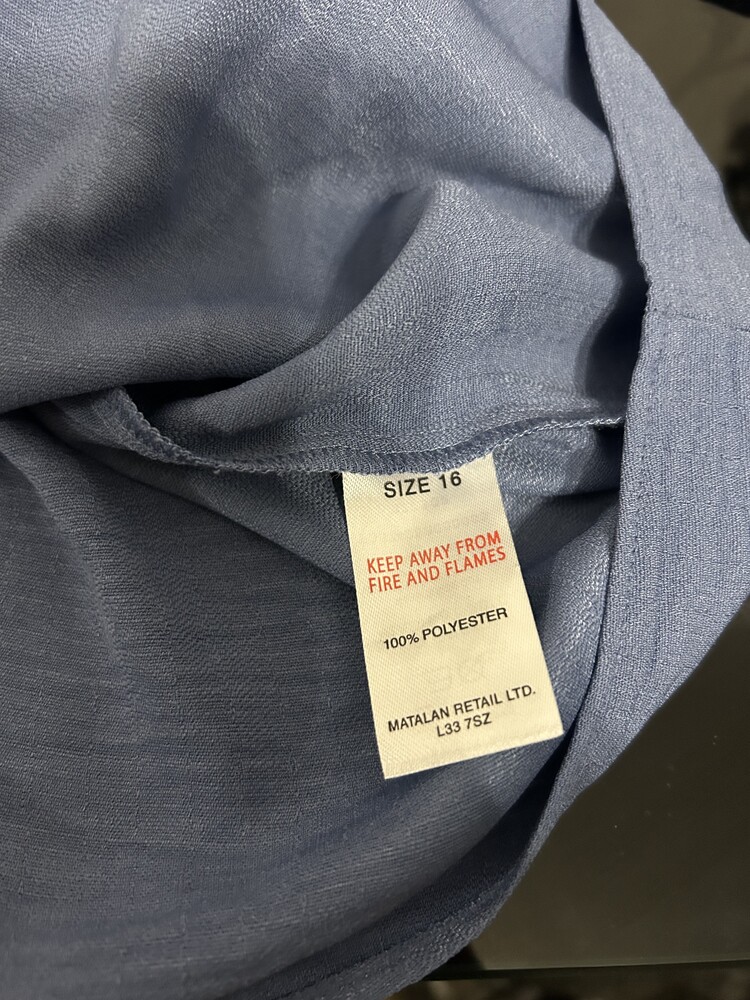 SIZE 16
KEEP AWAY FROM
FIRE AND FLAMES
100% POLYESTER
MATALAN RETAIL LTD.
L33 7SZ